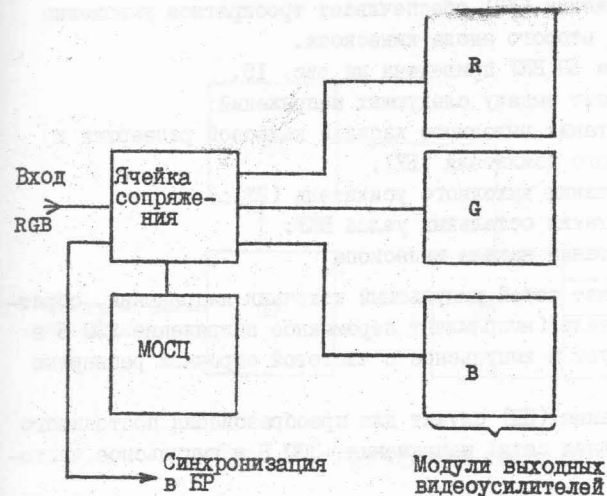 R
Вход
RGB
Ячейка
сопряже-
ния
G
МОСЦ
B
Синхронизация
в БР
Модули выходных
видеоусилителей